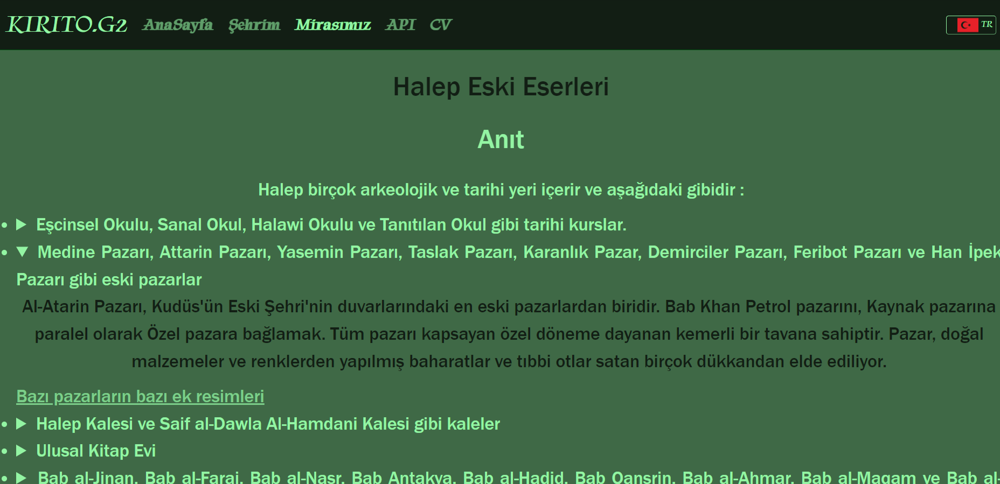 KIRITO.G2 AnaSayfa Şehrim Mirasımız API CV TR
Halep Eski Eserleri
Anıt
Halep birçok arkeolojik ve tarihi yeri içerir ve aşağıdaki gibidir :
Eşcinsel Okulu, Sanal Okul, Halawi Okulu ve Tanıtılan Okul gibi tarihi kurslar.
Medine Pazarı, Attarin Pazarı, Yasemin Pazarı, Taslak Pazarı, Karanlık Pazar, Demirciler Pazarı, Feribot Pazarı ve Han İpek
Pazarı gibi eski pazarlar
Al-Atarin Pazarı, Kudüs'ün Eski Şehri'nin duvarlarındaki en eski pazarlardan biridir. Bab Khan Petrol pazarını, Kaynak pazarına
paralel olarak Özel pazara bağlamak. Tüm pazarı kapsayan özel döneme dayanan kemerli bir tavana sahiptir. Pazar, doğal
malzemeler ve renklerden yapılmış baharatlar ve tıbbi otlar satan birçok dükkandan elde ediliyor.
Bazı pazarların bazı ek resimleri
Halep Kalesi ve Saif al-Dawla Al-Hamdani Kalesi gibi kaleler
Ulusal Kitap Evi
Bab al-Jinan, Bab al-Faraj, Bab al-Nasr, Bab Antakya, Bab al-Hadid, Bab Qansrin, Bab al-Ahmar, Bab al-Maqam ve Bab al-